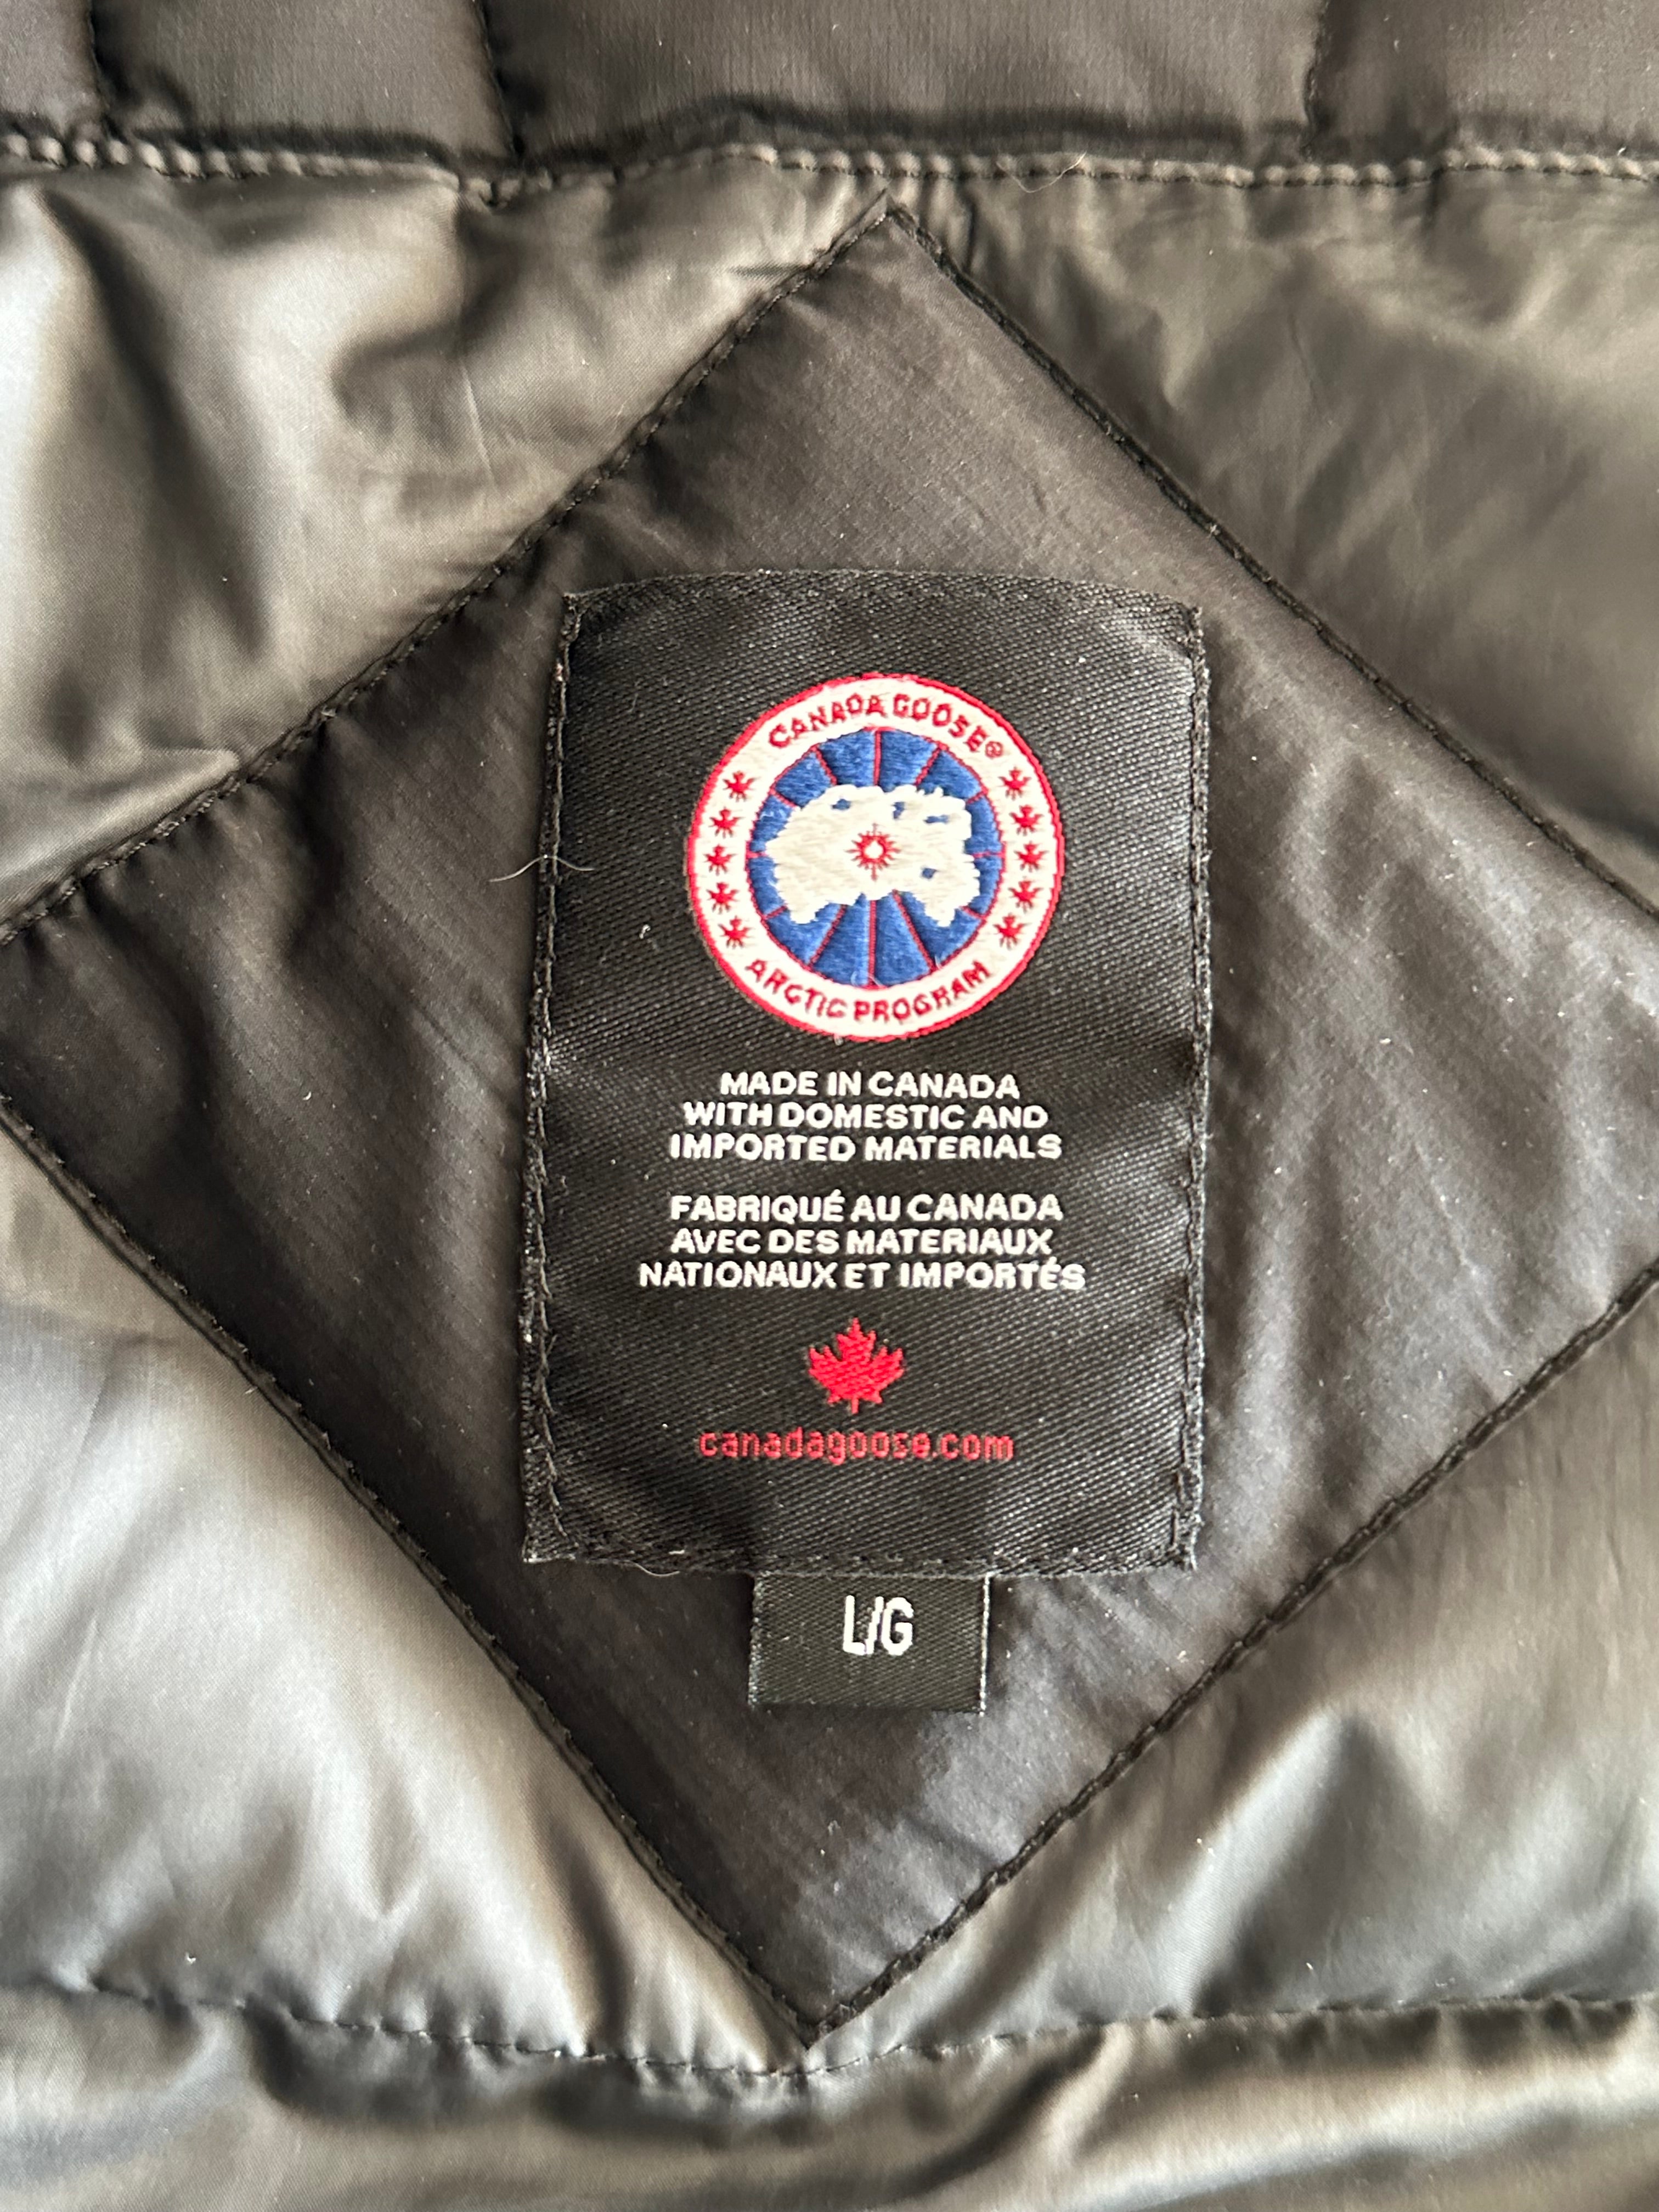 CANADA GOOSE®
ARCTIC PROGRAM
MADE IN CANADA
WITH DOMESTIC AND
IMPORTED MATERIALS
FABRIQUÉ AU CANADA
AVEC DES MATERIAUX
NATIONAUX ET IMPORTÉS
canadagoose.com
L/G